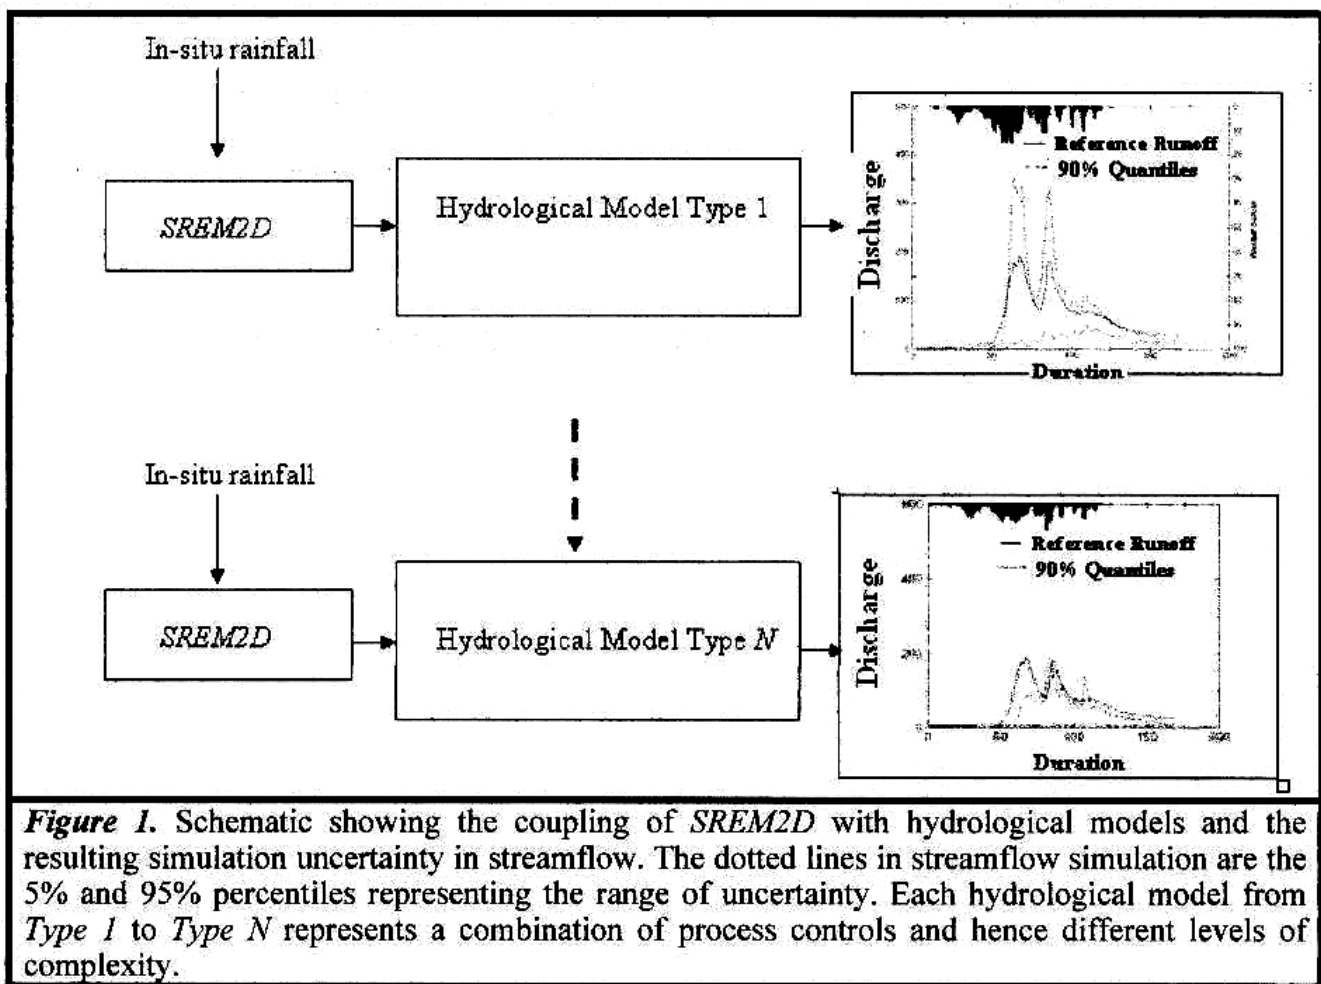 In-situ rainfall
SREM2D
Hydrological Model Type 1
Discharge
Reference Runoff
90% Quantiles
Duration
In-situ rainfall
SREM2D
Hydrological Model Type N
Discharge
Reference Runoff
90% Quantiles
0
50
100
150
Duration
Figure 1. Schematic showing the coupling of SREM2D with hydrological models and the
resulting simulation uncertainty in streamflow. The dotted lines in streamflow simulation are the
5% and 95% percentiles representing the range of uncertainty. Each hydrological model from
Type 1 to Type N represents a combination of process controls and hence different levels of
complexity.